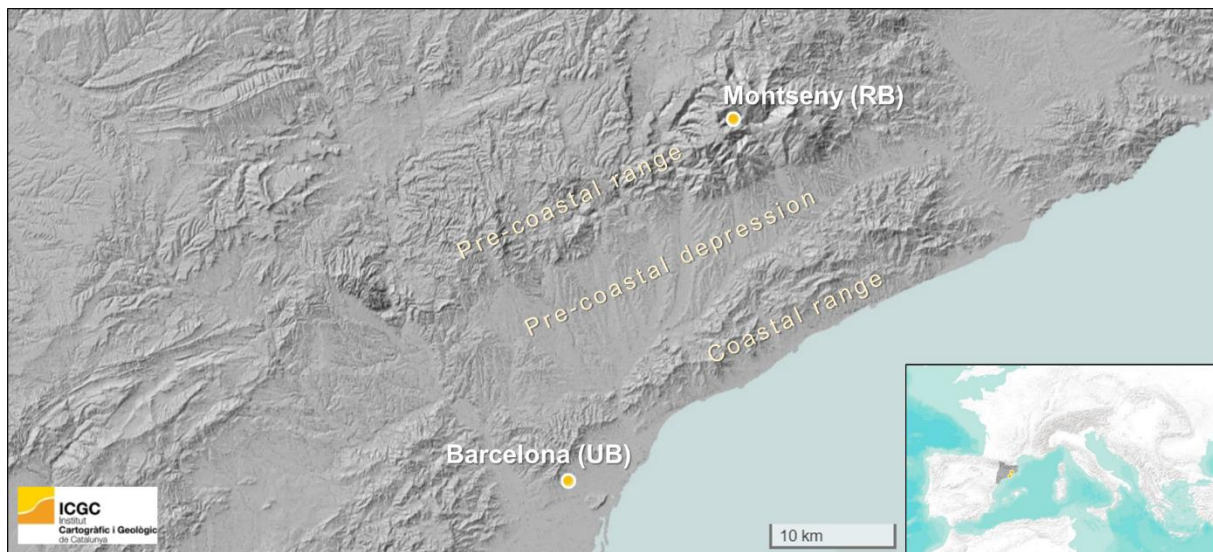 Montseny (RB)
Pre-coastal range
Pre-coastal depression
Coastal range
Barcelona (UB)
ICGC
Institut
Cartogràfic i Geològic
de Catalunya
10 km